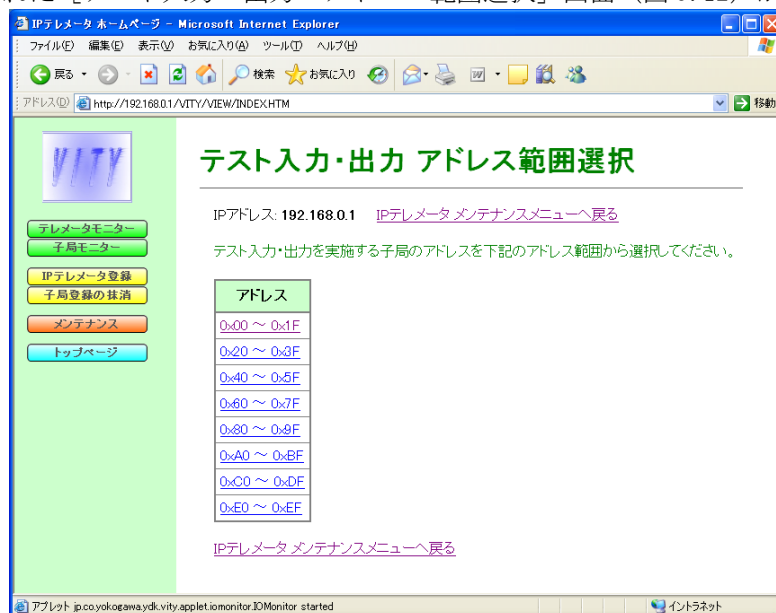 IPテレメータ ホームページ - Microsoft Internet Explorer
ファイル(F) 編集(E) 表示(V) お気に入り(A) ツール(T) ヘルプ(H)
戻る 検索 お気に入り
アドレス(D) http://192.168.0.1/VITY/VIEW/INDEX.HTM 移動
VITY
テレメータモニター
子局モニター
IPテレメータ登録
子局登録の抹消
メンテナンス
トップページ
テスト入力・出力 アドレス範囲選択
IPアドレス: 192.168.0.1 IPテレメータ メンテナンスメニューへ戻る
テスト入力・出力を実施する子局のアドレスを下記のアドレス範囲から選択してください。
アドレス
0x00 ～ 0x1F
0x20 ～ 0x3F
0x40 ～ 0x5F
0x60 ～ 0x7F
0x80 ～ 0x9F
0xA0 ～ 0xBF
0xC0 ～ 0xDF
0xE0 ～ 0xEF
IPテレメータ メンテナンスメニューへ戻る
アプレット jp.co.yokogawa.ydk.vity.applet.iomonitor.IOMonitor started イントラネット